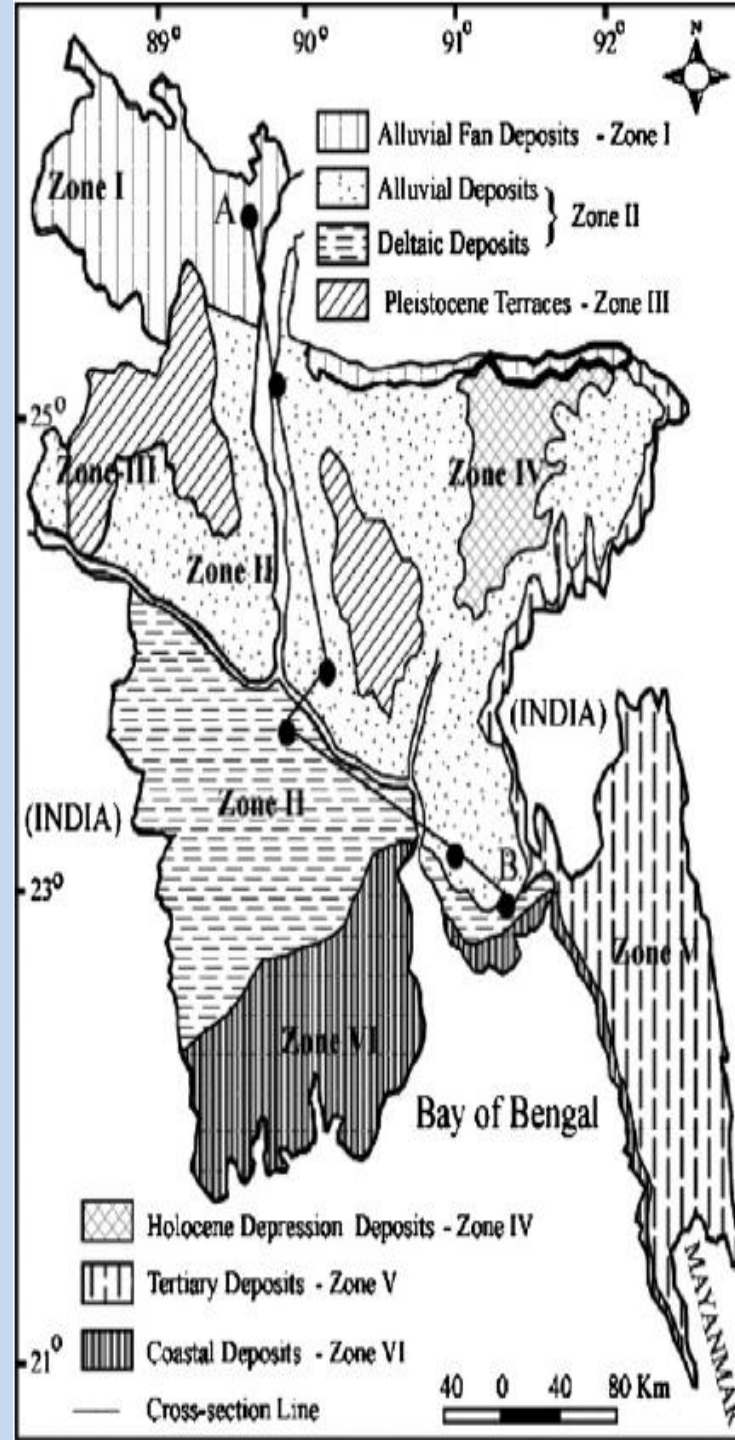 89° 90° 91° 92°
N
Alluvial Fan Deposits - Zone I
Alluvial Deposits
Deltaic Deposits
Zone II
Pleistocene Terraces - Zone III
Zone I
A
25°
Zone III
Zone IV
Zone II
(INDIA)
Zone II
(INDIA)
B
23°
Zone V
Zone VI
Bay of Bengal
Holocene Depression Deposits - Zone IV
Tertiary Deposits - Zone V
MAYANMAR
21°
Coastal Deposits - Zone VI
40 0 40 80 Km
Cross-section Line